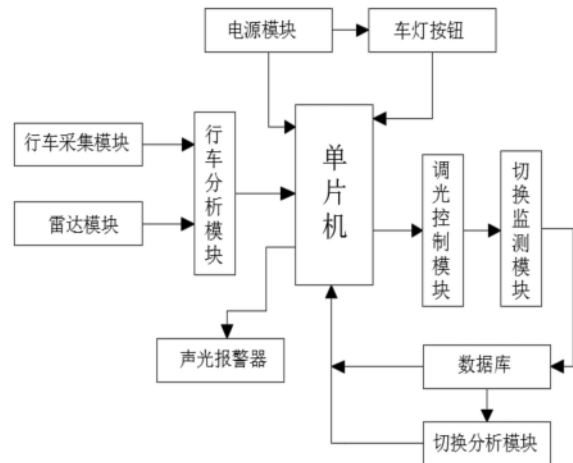 电源模块
车灯按钮
行车采集模块
雷达模块
行车分析模块
单片机
调光控制模块
切换监测模块
声光报警器
数据库
切换分析模块